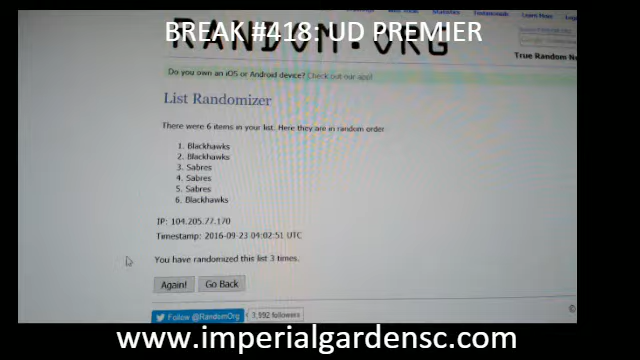 BREAK #418: UD PREMIER
RANDOM.ORG
True Random
Do you own an iOS or Android device? Check out our app!
List Randomizer
There were 6 items in your list. Here they are in random order
1. Blackhawks
2. Blackhawks
3. Sabres
4. Sabres
5. Sabres
6. Blackhawks
IP: 104.205.77.170
Timestamp: 2016-09-23 04:02:51 UTC
You have randomized this list 3 times.
Again! Go Back
Follow @RandomOrg 3,992 followers
©
www.imperialgardensc.com